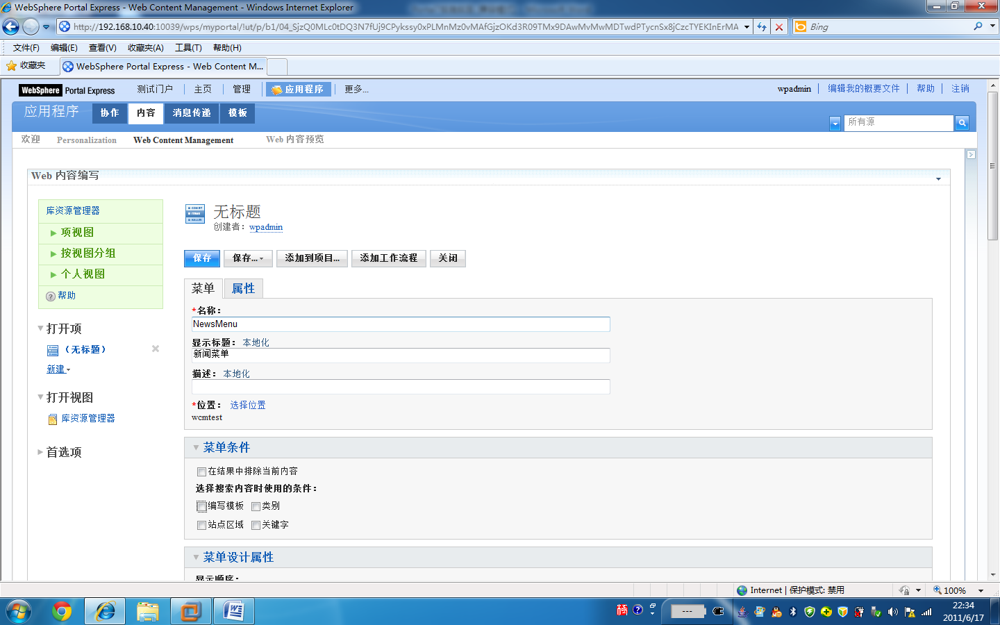 WebSphere Portal Express - Web Content Management - Windows Internet Explorer
http://192.168.10.40:10039/wps/myportal/!ut/p/b1/04_SjzQ0MLc0tDQ3N7fUj9CPykssy0xPLMnMz0vMAfGjzOKd3R09TMx9DAwMvMwMDTwdPTycnSx8jCzcTYEKInErMA
Bing
文件(F) 编辑(E) 查看(V) 收藏夹(A) 工具(T) 帮助(H)
收藏夹 WebSphere Portal Express - Web Content M...
WebSphere Portal Express 测试门户 主页 管理 应用程序 更多... wpadmin 编辑我的概要文件 帮助 注销
应用程序 协作 内容 消息传递 模板
所有源
欢迎 Personalization Web Content Management Web 内容预览
Web 内容编写
库资源管理器
项视图
按视图分组
个人视图
帮助
打开项
（无标题）
新建
打开视图
库资源管理器
首选项
无标题
创建者： wpadmin
保存 保存... 添加到项目... 添加工作流程 关闭
菜单 属性
*名称：
NewsMenu
显示标题： 本地化
新闻菜单
描述： 本地化
*位置： 选择位置
wcmtest
菜单条件
在结果中排除当前内容
选择搜索内容时使用的条件：
编写模板 类别
站点区域 关键字
菜单设计属性
显示顺序：
Internet | 保护模式: 禁用 100%
22:34
2011/6/17